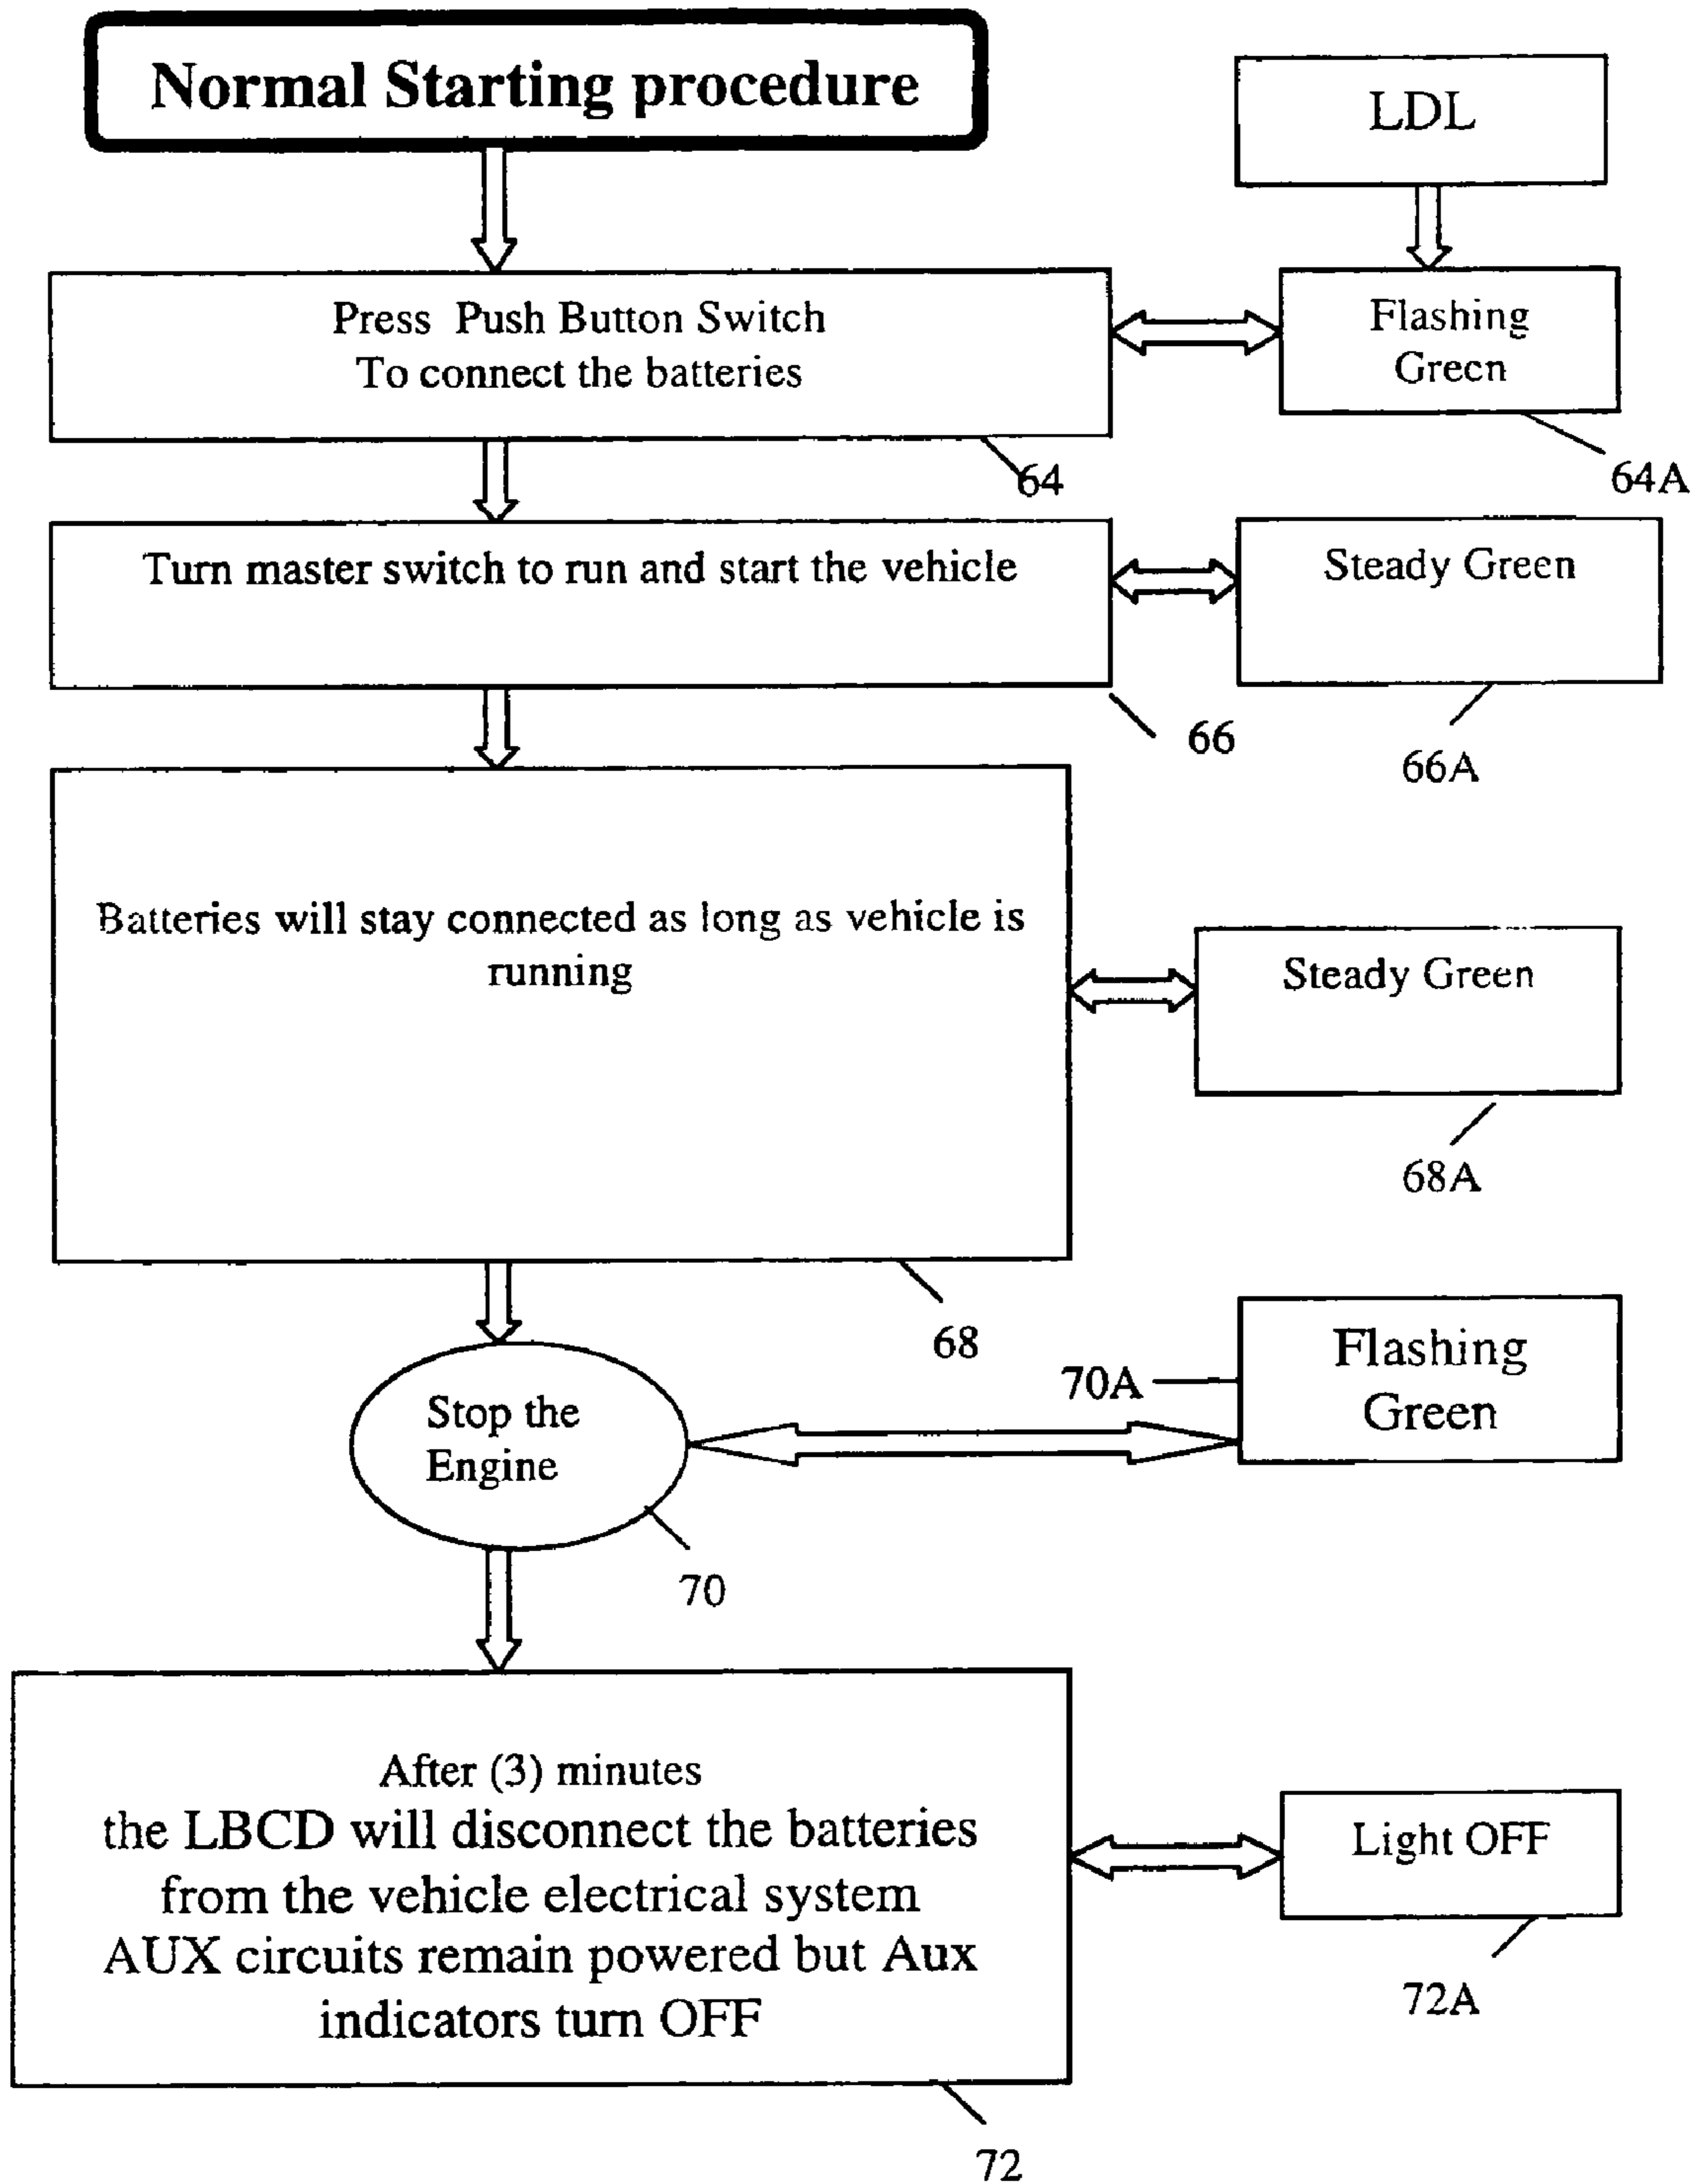 Normal Starting procedure
LDL
Press Push Button Switch
To connect the batteries
Flashing
Green
64
64A
Turn master switch to run and start the vehicle
Steady Green
66
66A
Batteries will stay connected as long as vehicle is
running
Steady Green
68A
68
70A
Flashing
Green
Stop the
Engine
70
After (3) minutes
the LBCD will disconnect the batteries
from the vehicle electrical system
AUX circuits remain powered but Aux
indicators turn OFF
Light OFF
72A
72